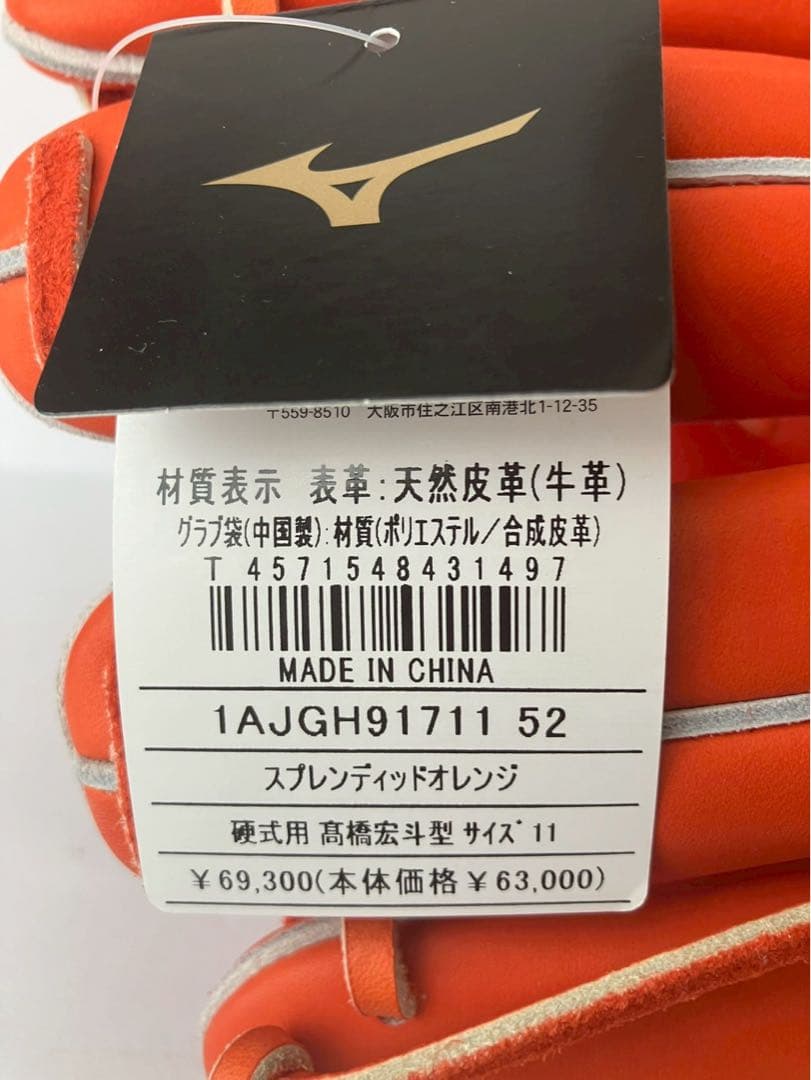 〒559-8510 大阪市住之江区南港北1-12-35
材質表示 表革:天然皮革(牛革)
グラブ袋(中国製):材質(ポリエステル/合成皮革)
T 4571548431497
MADE IN CHINA
1AJGH91711 52
スプレンディッドオレンジ
硬式用 髙橋宏斗型 サイズ 11
¥69,300(本体価格¥63,000)